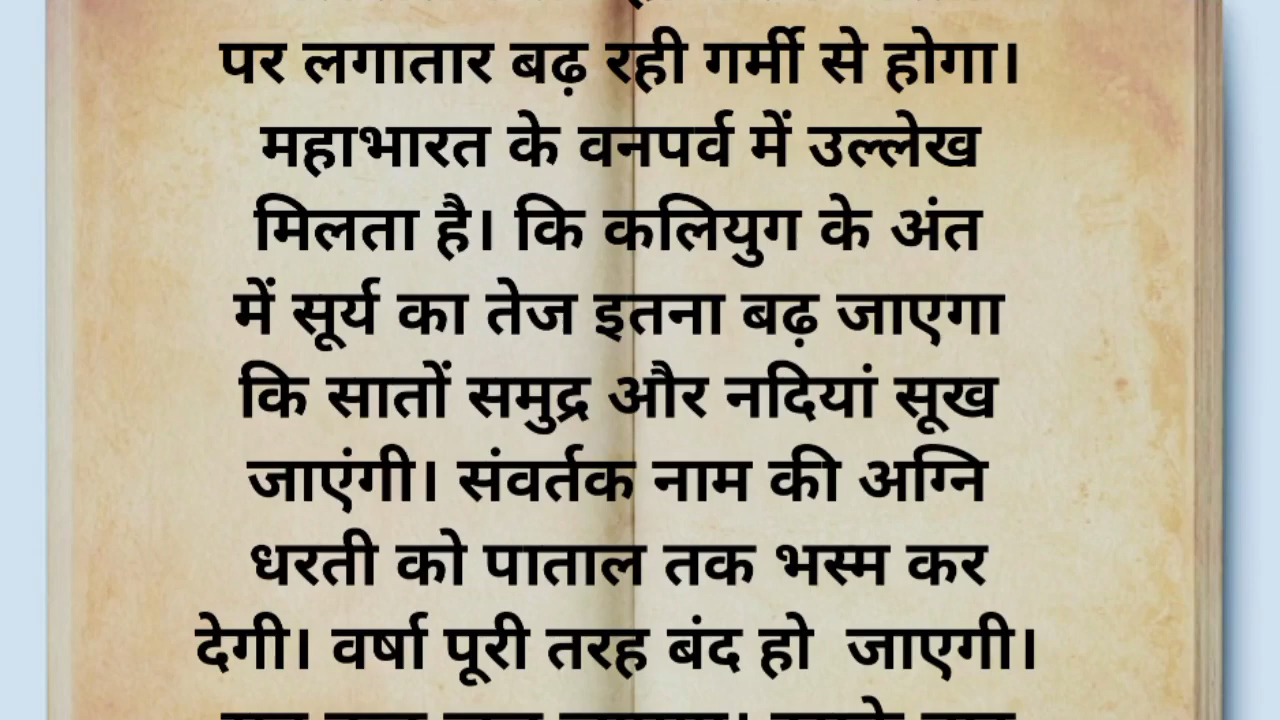 पर लगातार बढ़ रही गर्मी से होगा।
महाभारत के वनपर्व में उल्लेख
मिलता है। कि कलियुग के अंत
में सूर्य का तेज इतना बढ़ जाएगा
कि सातों समुद्र और नदियां सूख
जाएंगी। संवर्तक नाम की अग्नि
धरती को पाताल तक भस्म कर
देगी। वर्षा पूरी तरह बंद हो जाएगी।